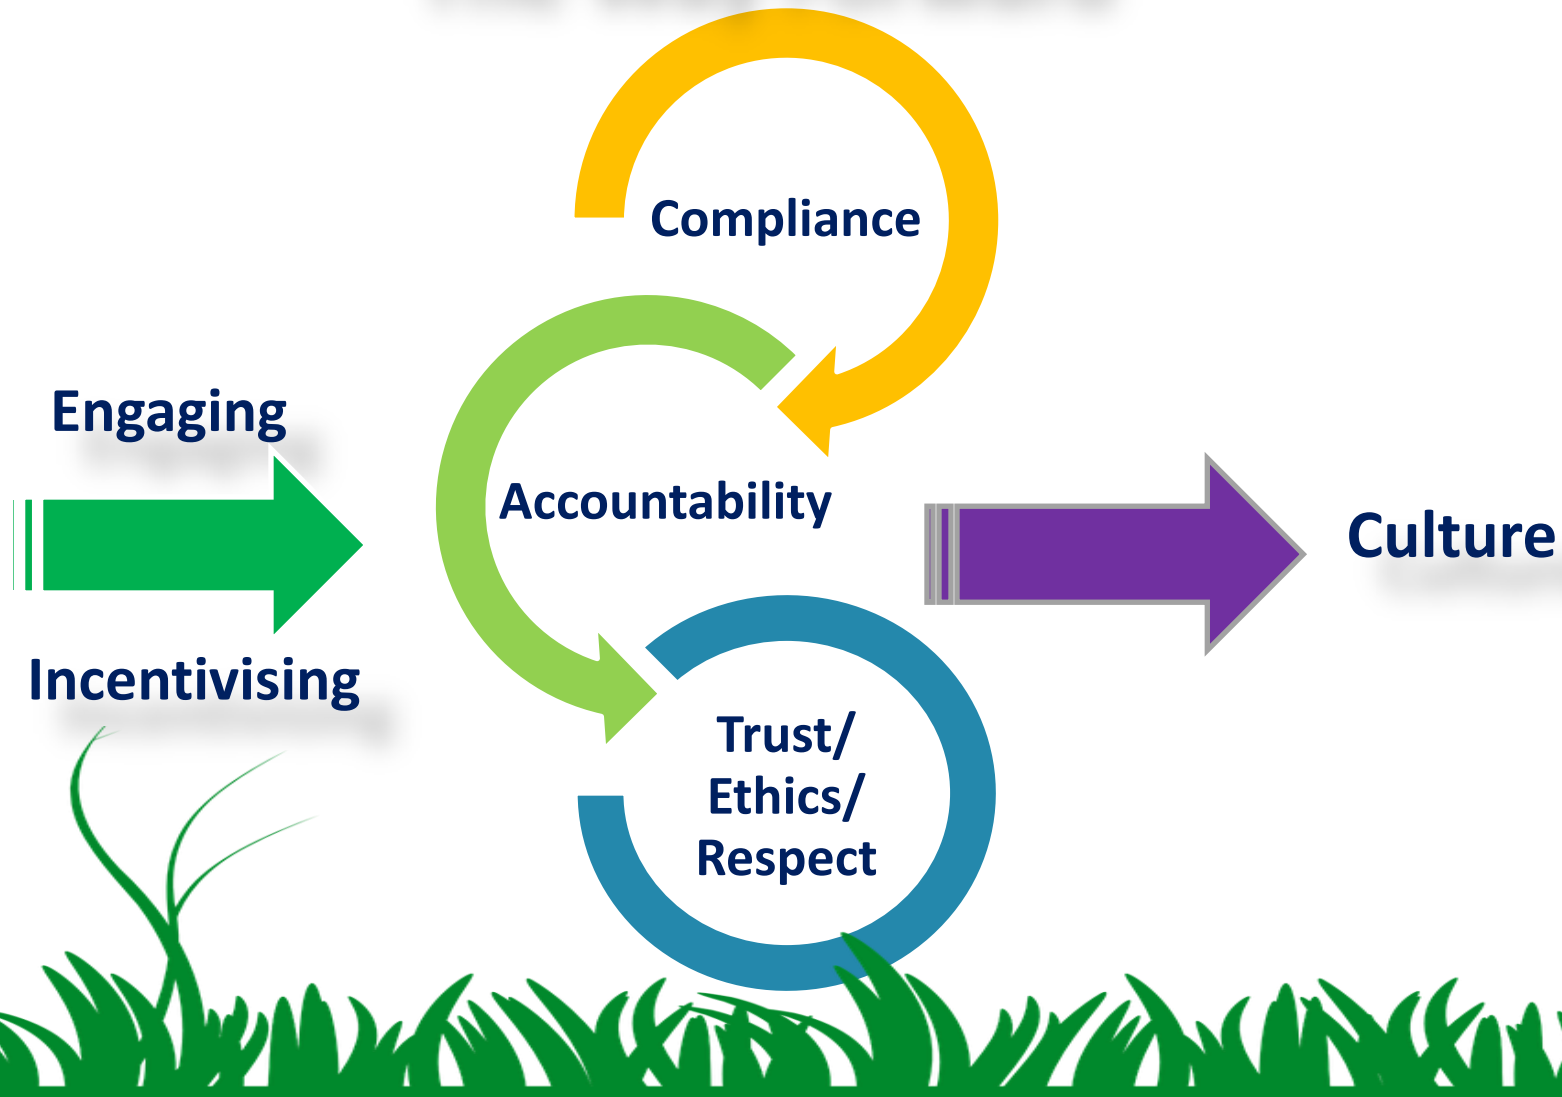 Compliance
Engaging
Accountability
Culture
Incentivising
Trust/
Ethics/
Respect